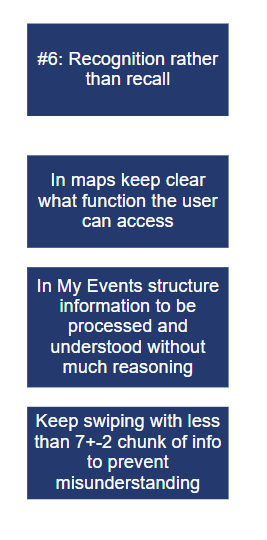 #6: Recognition rather
than recall
In maps keep clear
what function the user
can access
In My Events structure
information to be
processed and
understood without
much reasoning
Keep swiping with less
than 7+-2 chunk of info
to prevent
misunderstanding